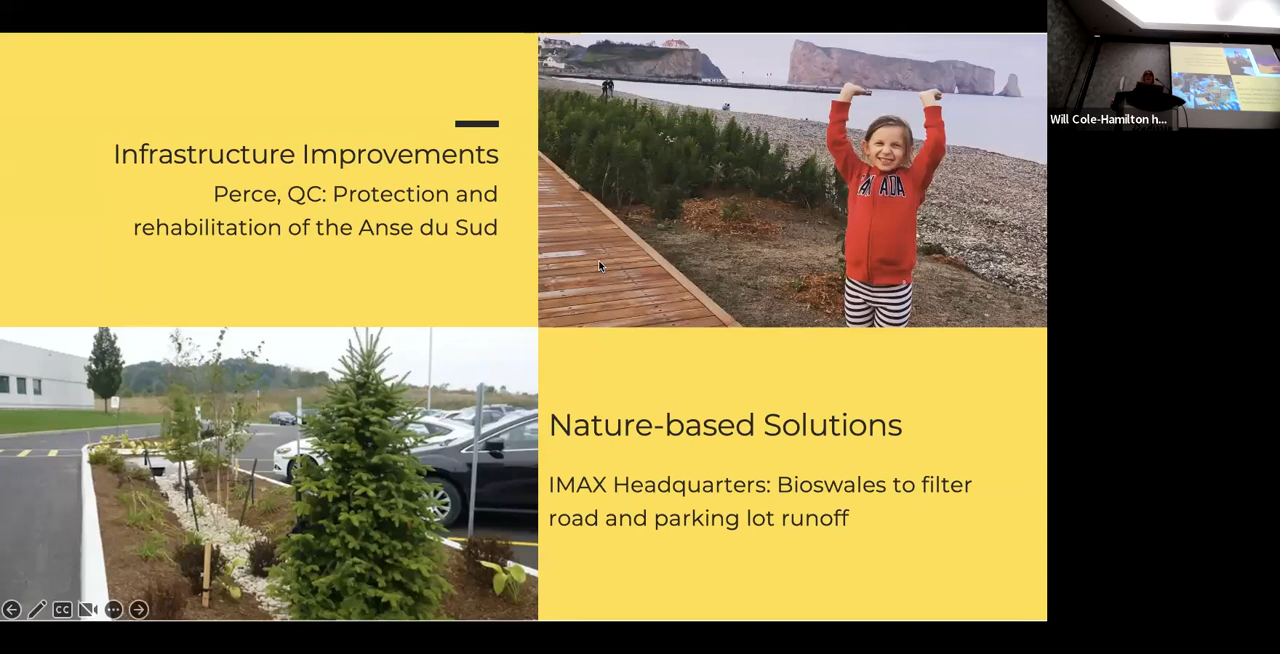 Infrastructure Improvements
Perce, QC: Protection and
rehabilitation of the Anse du Sud
CANADA
Nature-based Solutions
IMAX Headquarters: Bioswales to filter
road and parking lot runoff
CC
Will Cole-Hamilton h...